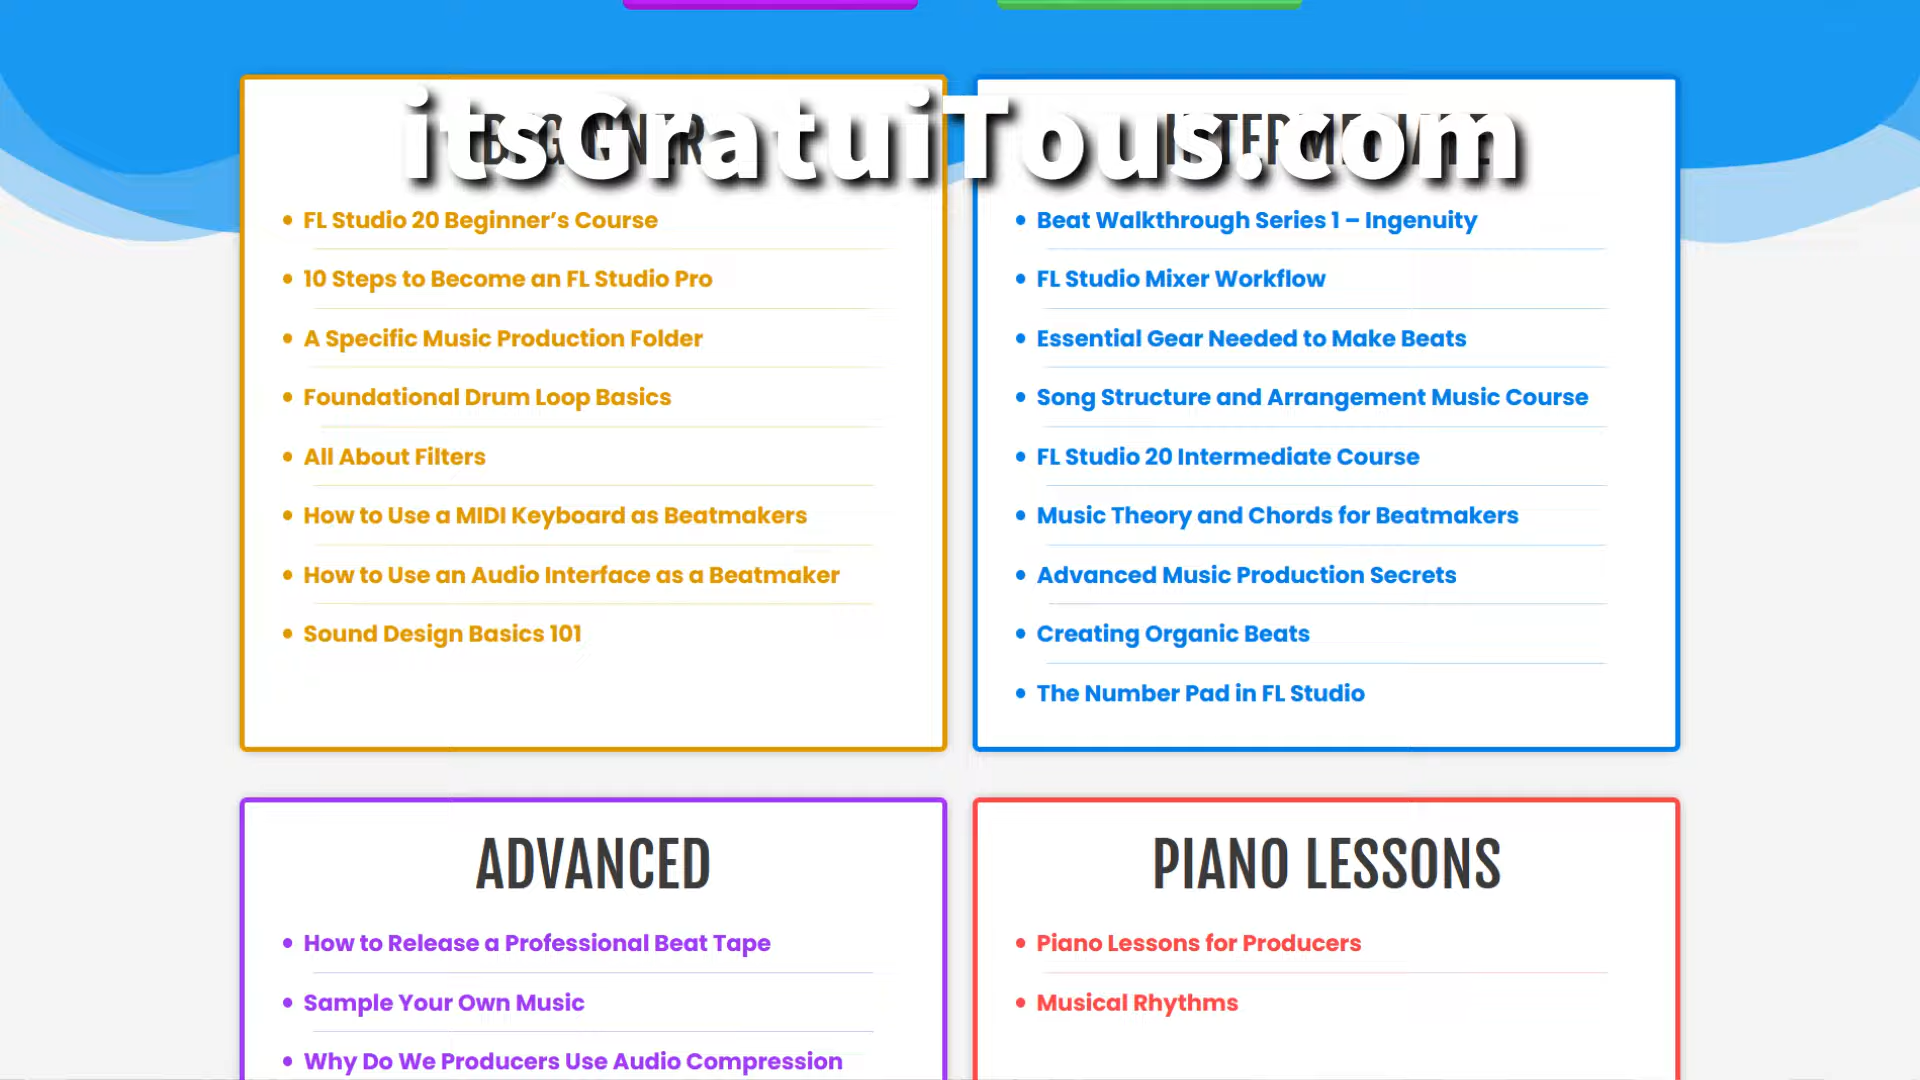 itsGratuiTous.com
BEGINNER
INTERMEDIATE
FL Studio 20 Beginner’s Course
10 Steps to Become an FL Studio Pro
A Specific Music Production Folder
Foundational Drum Loop Basics
All About Filters
How to Use a MIDI Keyboard as Beatmakers
How to Use an Audio Interface as a Beatmaker
Sound Design Basics 101
Beat Walkthrough Series 1 – Ingenuity
FL Studio Mixer Workflow
Essential Gear Needed to Make Beats
Song Structure and Arrangement Music Course
FL Studio 20 Intermediate Course
Music Theory and Chords for Beatmakers
Advanced Music Production Secrets
Creating Organic Beats
The Number Pad in FL Studio
ADVANCED
How to Release a Professional Beat Tape
Sample Your Own Music
Why Do We Producers Use Audio Compression
PIANO LESSONS
Piano Lessons for Producers
Musical Rhythms